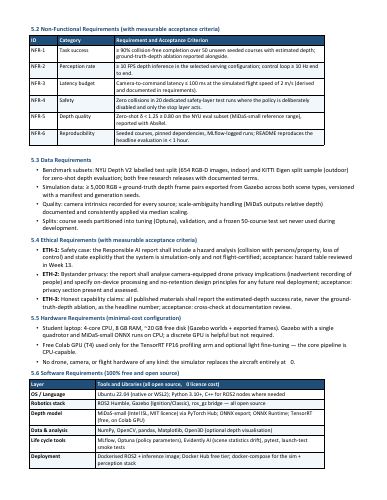 5.2 Non-Functional Requirements (with measurable acceptance criteria)
ID Category Requirement and Acceptance Criterion
NFR-1 Task success ≥ 90% collision-free completion over 50 unseen seeded courses with estimated depth;
ground-truth-depth ablation reported alongside.
NFR-2 Perception rate ≥ 10 FPS depth inference in the selected serving configuration; control loop ≥ 10 Hz end
to end.
NFR-3 Latency budget Camera-to-command latency ≤ 100 ms at the simulated flight speed of 2 m/s (derived
and documented in requirements).
NFR-4 Safety Zero collisions in 20 dedicated safety-layer test runs where the policy is deliberately
disabled and only the stop layer acts.
NFR-5 Depth quality Zero-shot δ < 1.25 ≥ 0.80 on the NYU eval subset (MiDaS-small reference range),
reported with AbsRel.
NFR-6 Reproducibility Seeded courses, pinned dependencies, MLflow-logged runs; README reproduces the
headline evaluation in < 1 hour.
5.3 Data Requirements
• Benchmark subsets: NYU Depth V2 labelled test split (654 RGB-D images, indoor) and KITTI Eigen split sample (outdoor)
for zero-shot depth evaluation; both free research releases with documented terms.
• Simulation data: ≥ 5,000 RGB + ground-truth depth frame pairs exported from Gazebo across both scene types, versioned
with a manifest and generation seeds.
• Quality: camera intrinsics recorded for every source; scale-ambiguity handling (MiDaS outputs relative depth)
documented and consistently applied via median scaling.
• Splits: course seeds partitioned into tuning (Optuna), validation, and a frozen 50-course test set never used during
development.
5.4 Ethical Requirements (with measurable acceptance criteria)
• ETH-1: Safety case: the Responsible AI report shall include a hazard analysis (collision with persons/property, loss of
control) and state explicitly that the system is simulation-only and not flight-certified; acceptance: hazard table reviewed
in Week 13.
• ETH-2: Bystander privacy: the report shall analyse camera-equipped drone privacy implications (inadvertent recording of
people) and specify on-device processing and no-retention design principles for any future real deployment; acceptance:
privacy section present and assessed.
• ETH-3: Honest capability claims: all published materials shall report the estimated-depth success rate, never the ground-
truth-depth ablation, as the headline number; acceptance: cross-check at documentation review.
5.5 Hardware Requirements (minimal-cost configuration)
• Student laptop: 4-core CPU, 8 GB RAM, ~20 GB free disk (Gazebo worlds + exported frames). Gazebo with a single
quadrotor and MiDaS-small ONNX runs on CPU; a discrete GPU is helpful but not required.
• Free Colab GPU (T4) used only for the TensorRT FP16 profiling arm and optional light fine-tuning — the core pipeline is
CPU-capable.
• No drone, camera, or flight hardware of any kind: the simulator replaces the aircraft entirely at 0.
5.6 Software Requirements (100% free and open source)
Layer Tools and Libraries (all open source, 0 licence cost)
OS / Language Ubuntu 22.04 (native or WSL2); Python 3.10+, C++ for ROS2 nodes where needed
Robotics stack ROS2 Humble, Gazebo (Ignition/Classic), ros_gz bridge — all open source
Depth model MiDaS-small (Intel ISL, MIT licence) via PyTorch Hub; ONNX export; ONNX Runtime; TensorRT
(free, on Colab GPU)
Data & analysis NumPy, OpenCV, pandas, Matplotlib, Open3D (optional depth visualisation)
Life cycle tools MLflow, Optuna (policy parameters), Evidently AI (scene statistics drift), pytest, launch-test
smoke tests
Deployment Dockerised ROS2 + inference image; Docker Hub free tier; docker-compose for the sim +
perception stack